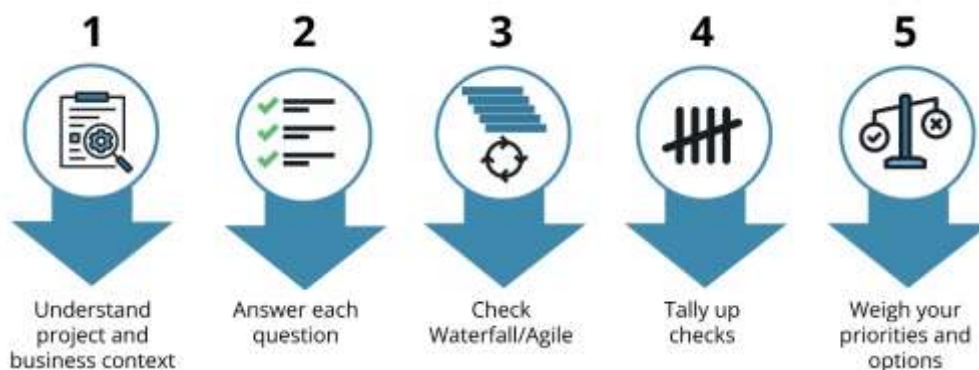 1
2
3
4
5
Understand
project and
business context
Answer each
question
Check
Waterfall/Agile
Tally up
checks
Weigh your
priorities and
options